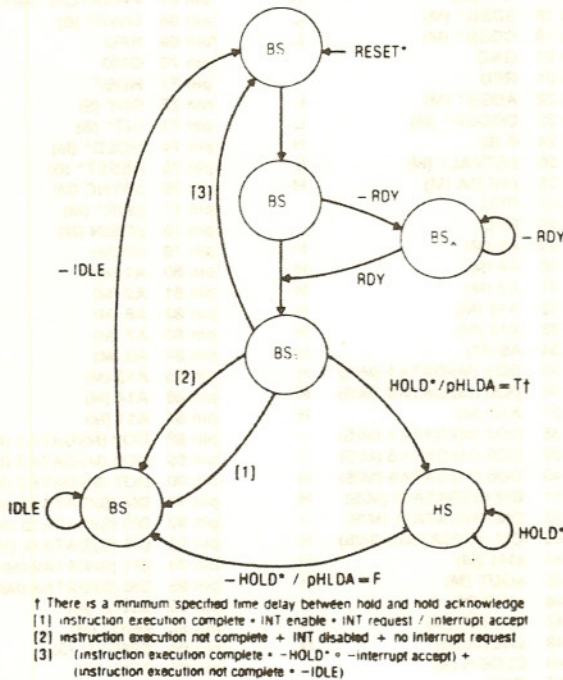 BS
RESET*
[3]
BS
– RDY
BS
– RDY
– IDLE
RDY
BS
[2]
HOLD*/pHLDA = T†
[1]
IDLE
BS
HS
HOLD*
– HOLD* / pHLDA = F
† There is a minimum specified time delay between hold and hold acknowledge
[1] instruction execution complete • INT enable • INT request / interrupt accept
[2] instruction execution not complete + INT disabled + no interrupt request
[3] (instruction execution complete • –HOLD* • –interrupt accept) +
(instruction execution not complete • –IDLE)